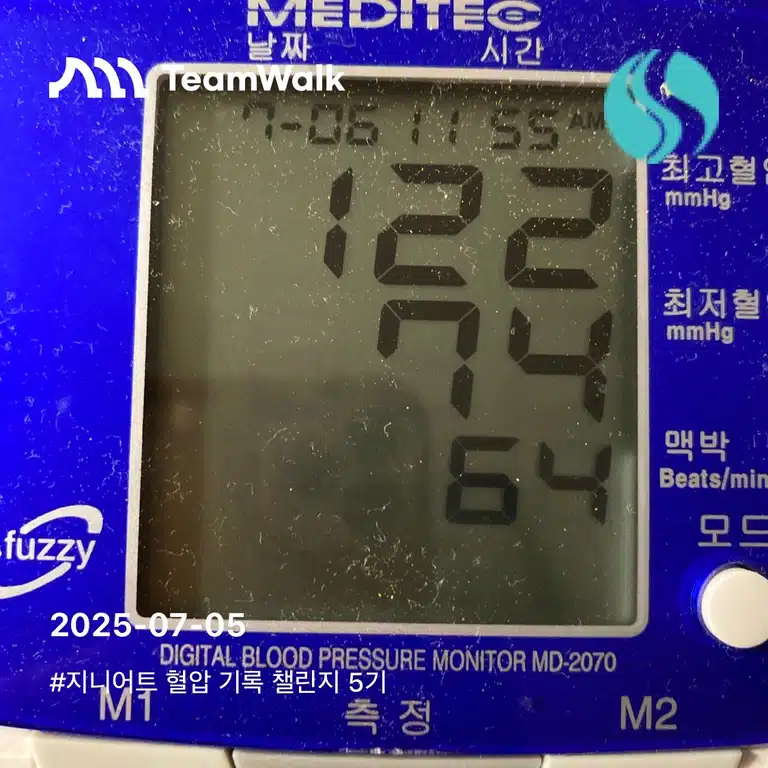 MEDITEC
날짜 시간
TeamWalk
7-06 11 55 AM
122
최고혈압
mmHg
74
최저혈
mmHg
64
맥박
Beats/min
모드
fuzzy
2025-07-05
DIGITAL BLOOD PRESSURE MONITOR MD-2070
#지니어트 혈압 기록 챌린지 5기
M1 측정 M2